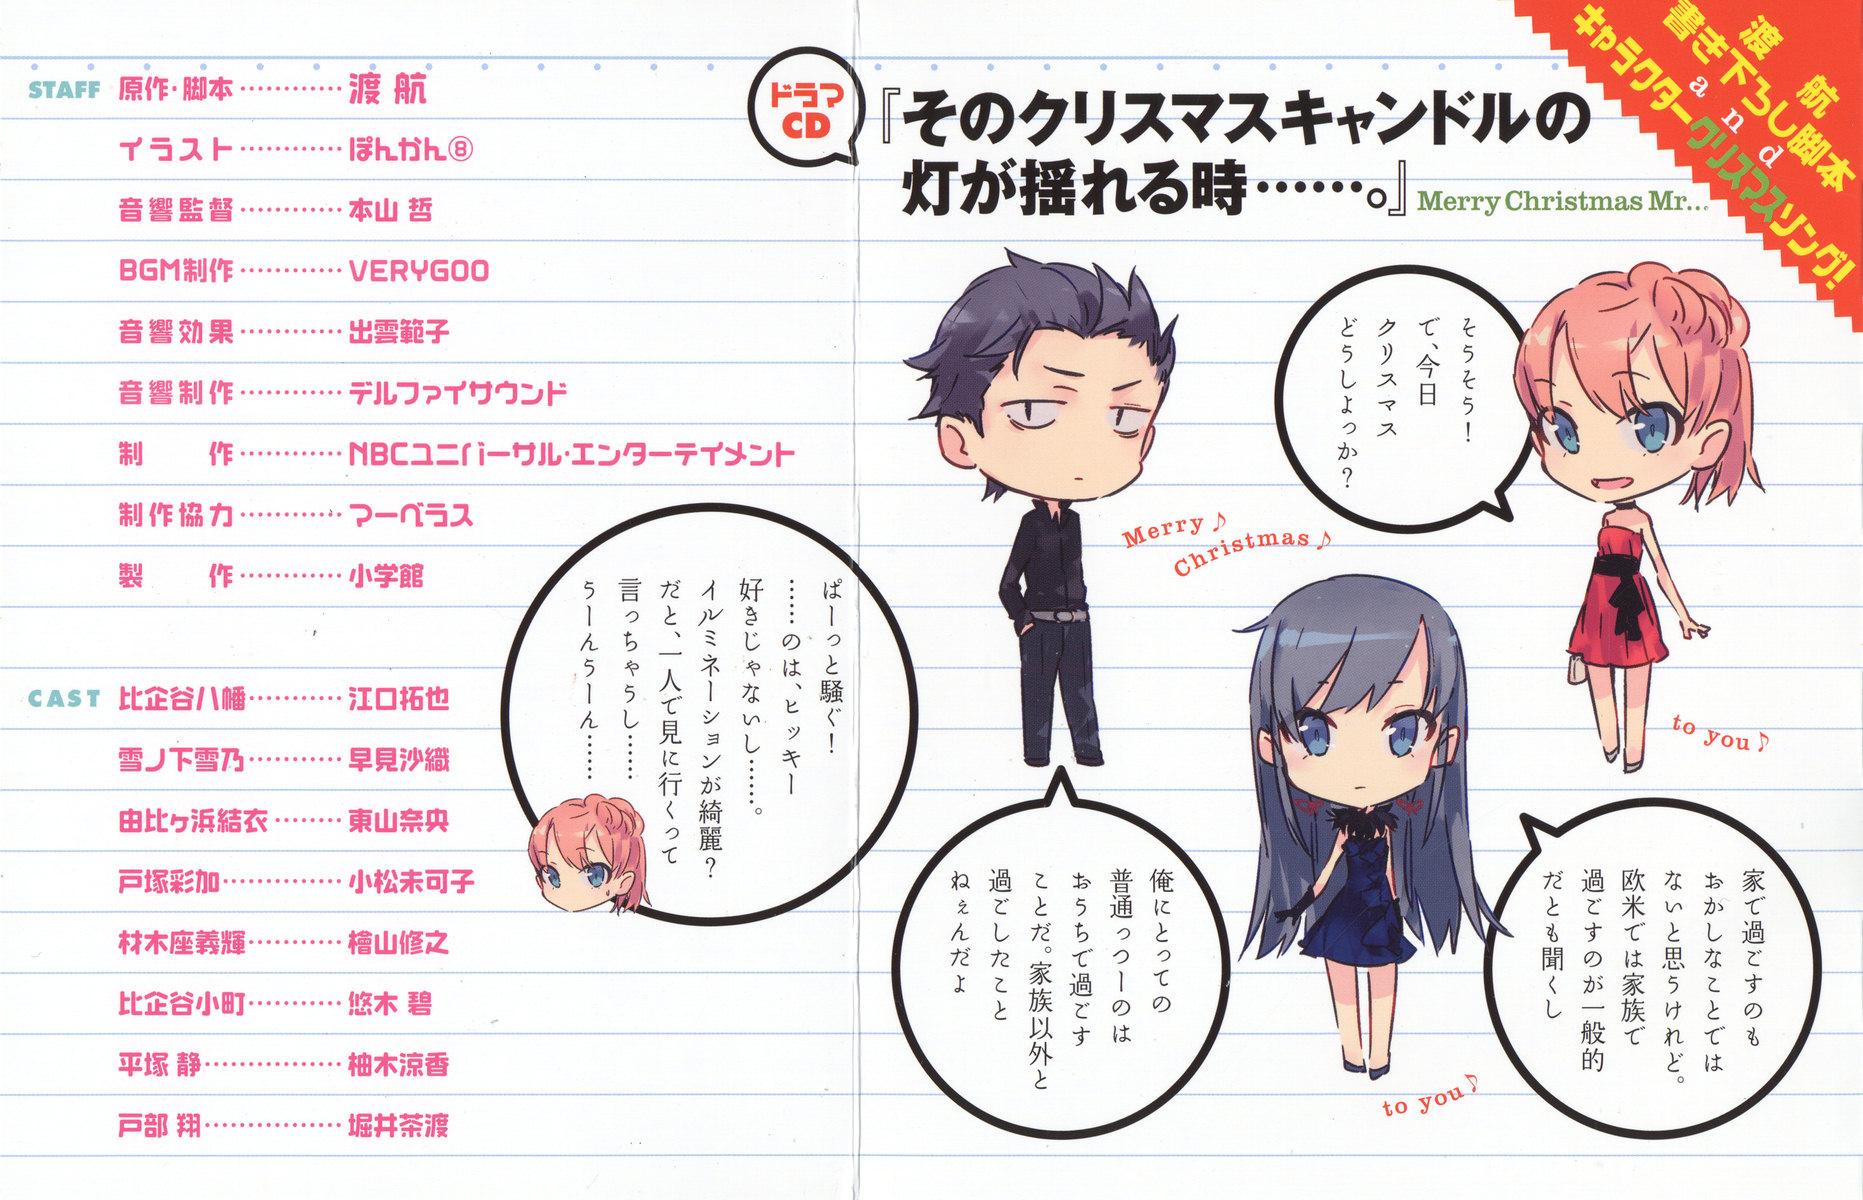 STAFF 原作・脚本…………渡 航
イラスト…………ぽんかん⑧
音響監督…………本山 哲
BGM制作…………VERYGOO
音響効果…………出雲範子
音響制作…………デルファイサウンド
制　　作…………NBCユニバーサル・エンターテイメント
制作協力…………マーベラス
製　　作…………小学館
CAST 比企谷八幡…………江口拓也
雪ノ下雪乃…………早見沙織
由比ヶ浜結衣………東山奈央
戸塚彩加……………小松未可子
材木座義輝…………檜山修之
比企谷小町…………悠木 碧
平塚 静………………柚木涼香
戸部 翔………………堀井茶渡
ぱーっと騒ぐ！
……のは、ヒッキー
好きじゃないし……。
イルミネーションが綺麗？
だと、一人で見に行くって
言っちゃうし……
うーんうーん……
ドラマ
CD
『そのクリスマスキャンドルの
灯が揺れる時……。』
Merry Christmas Mr...
渡 航
書き下ろし脚本
and
キャラクタークリスマスソング！
そうそう！
で、今日
クリスマス
どうしよっか？
Merry♪
Christmas♪
to you♪
俺にとっての
普通っつーのは
おうちで過ごす
ことだ。家族以外と
過ごしたこと
ねぇんだよ
家で過ごすのも
おかしなことでは
ないと思うけれど。
欧米では家族で
過ごすのが一般的
だとも聞くし
to you♪